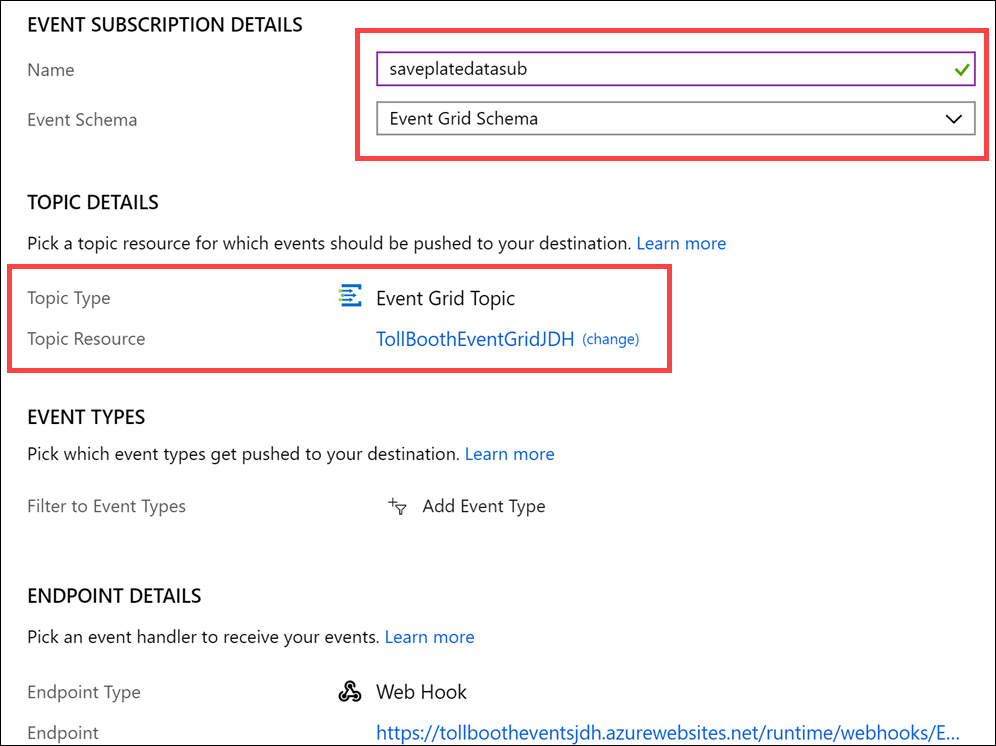 EVENT SUBSCRIPTION DETAILS
Name saveplatedatasub
Event Schema Event Grid Schema
TOPIC DETAILS
Pick a topic resource for which events should be pushed to your destination. Learn more
Topic Type Event Grid Topic
Topic Resource TollBoothEventGridJDH (change)
EVENT TYPES
Pick which event types get pushed to your destination. Learn more
Filter to Event Types Add Event Type
ENDPOINT DETAILS
Pick an event handler to receive your events. Learn more
Endpoint Type Web Hook
Endpoint https://tollbootheventsjdh.azurewebsites.net/runtime/webhooks/E...